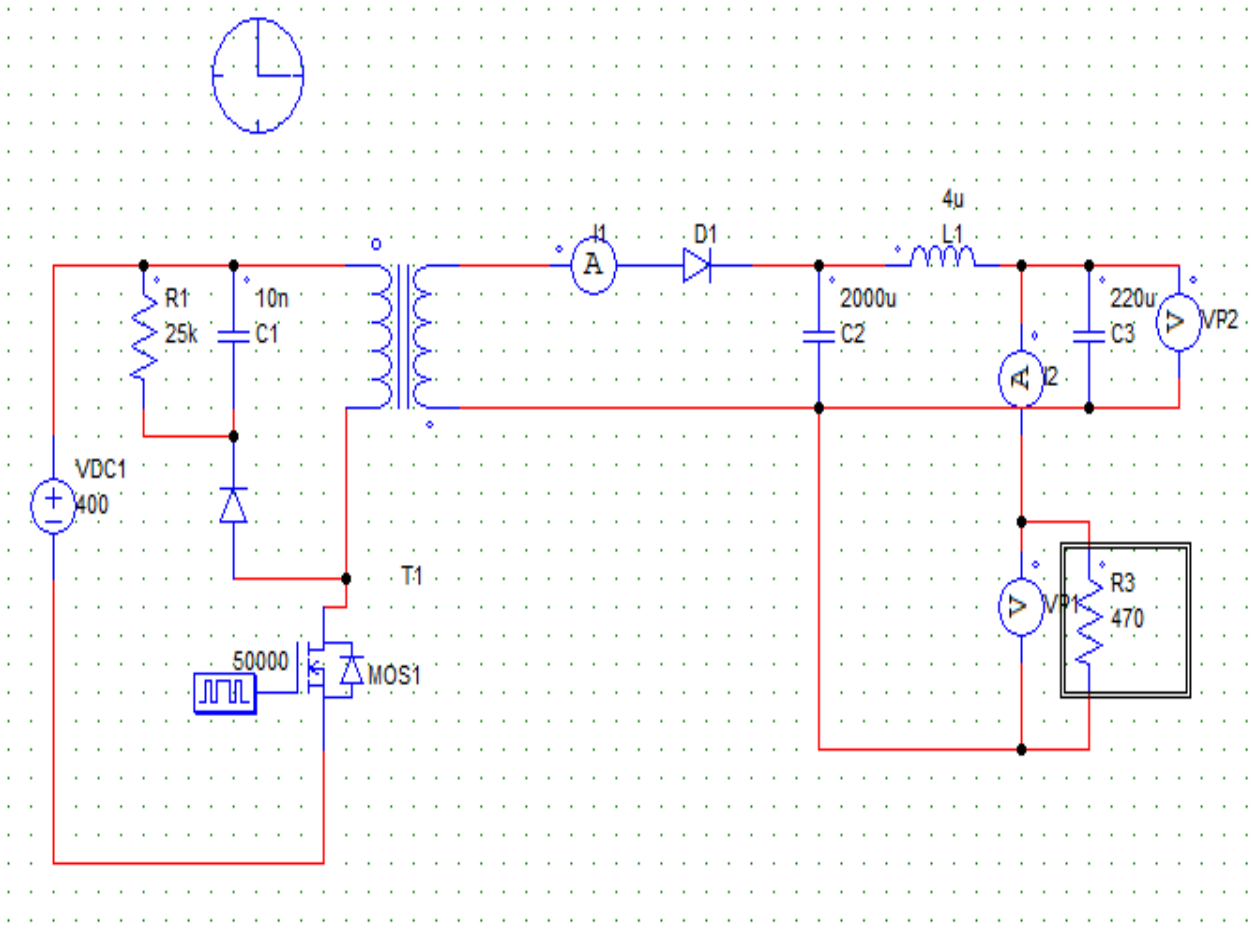 4u
I1
D1
L1
A
R1
10n
2000u
220u
25k
C1
C2
C3
V
VP2
A
I2
VDC1
400
T1
R3
V
VP1
470
50000
MOS1